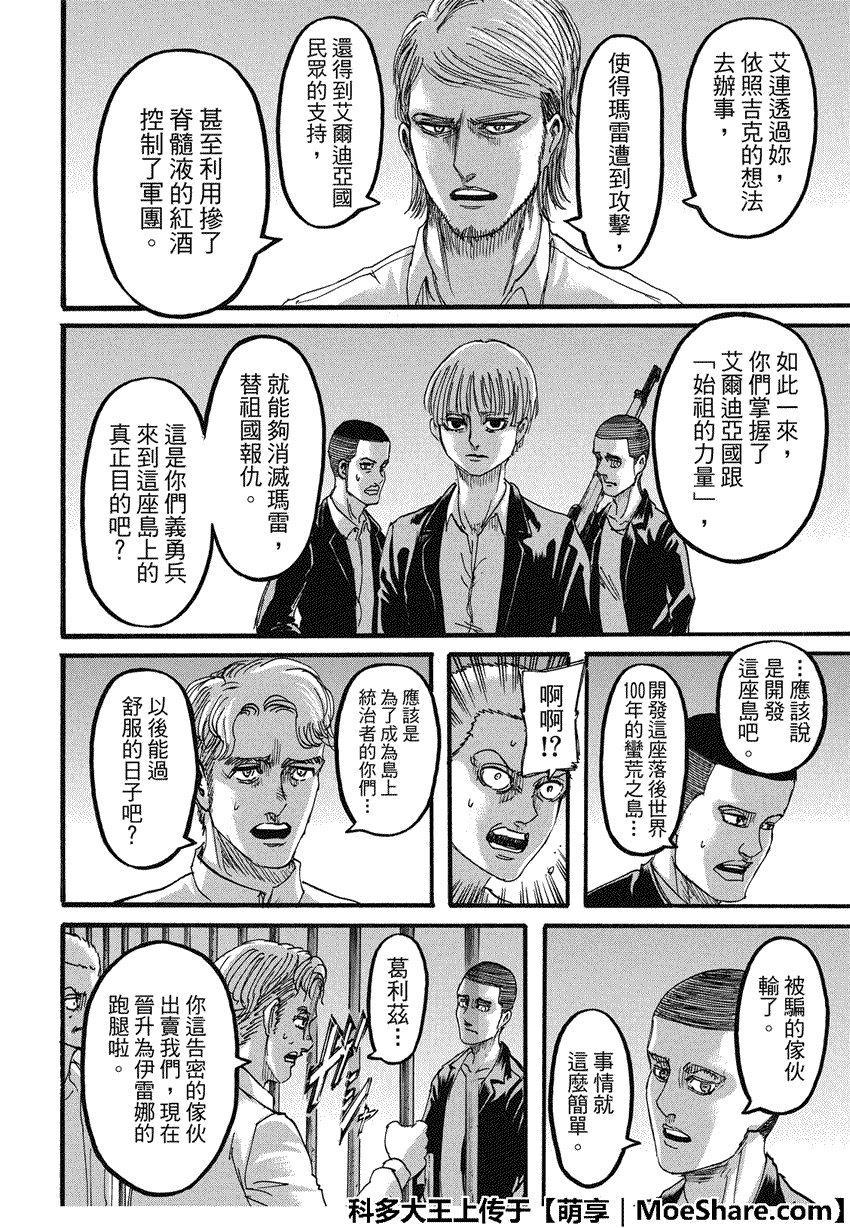 艾連透過妳，
依照吉克的想法
去辦事，
使得瑪雷遭到攻擊，
還得到艾爾迪亞國
民眾的支持，
甚至利用摻了
脊髓液的紅酒
控制了軍團。
如此一來，
你們掌握了
艾爾迪亞國跟
「始祖的力量」，
就能夠消滅瑪雷，
替祖國報仇。
這是你們義勇兵
來到這座島上的
真正目的吧？
…應該說
是開發
這座島吧。
開發這座落後世界
100年的蠻荒之島…
啊啊!?
應該是
為了成為島上
統治者的你們…
以後能過
舒服的日子吧？
被騙的傢伙
輸了。
事情就
這麼簡單。
葛利茲…
ガシャン
你這告密的傢伙
出賣我們，現在
晉升為伊雷娜的
跑腿啦。
科多大王上传于【萌享｜MoeShare.com】